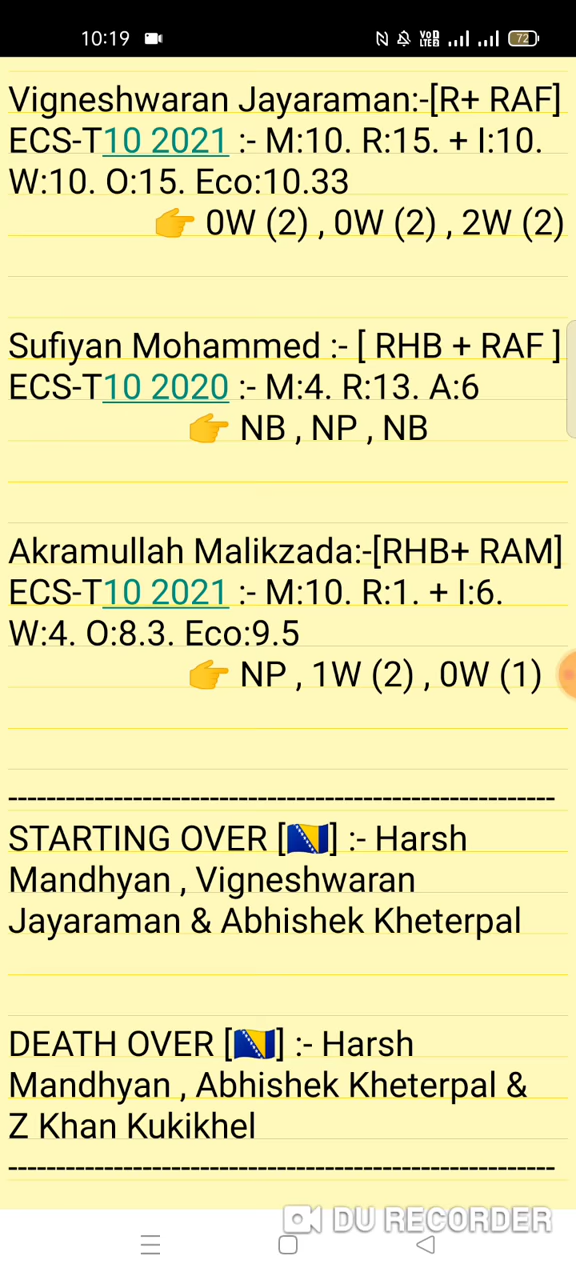 10:19
VoD LTE2 72
Vigneshwaran Jayaraman:-[R+ RAF]
ECS-T10 2021 :- M:10. R:15. + I:10.
W:10. O:15. Eco:10.33
👉 0W (2) , 0W (2) , 2W (2)
Sufiyan Mohammed :- [ RHB + RAF ]
ECS-T10 2020 :- M:4. R:13. A:6
👉 NB , NP , NB
Akramullah Malikzada:-[RHB+ RAM]
ECS-T10 2021 :- M:10. R:1. + I:6.
W:4. O:8.3. Eco:9.5
👉 NP , 1W (2) , 0W (1)
---------------------------------------------------------
STARTING OVER [🇧🇦] :- Harsh
Mandhyan , Vigneshwaran
Jayaraman & Abhishek Kheterpal
DEATH OVER [🇧🇦] :- Harsh
Mandhyan , Abhishek Kheterpal &
Z Khan Kukikhel
---------------------------------------------------------
DU RECORDER